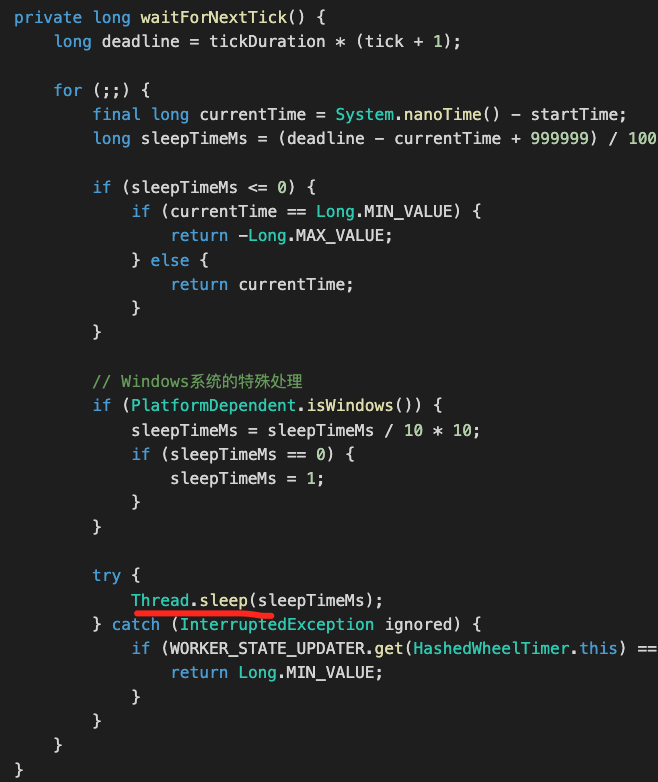 private long waitForNextTick() {
long deadline = tickDuration * (tick + 1);
for (;;) {
final long currentTime = System.nanoTime() - startTime;
long sleepTimeMs = (deadline - currentTime + 999999) / 100
if (sleepTimeMs <= 0) {
if (currentTime == Long.MIN_VALUE) {
return -Long.MAX_VALUE;
} else {
return currentTime;
}
}
// Windows系统的特殊处理
if (PlatformDependent.isWindows()) {
sleepTimeMs = sleepTimeMs / 10 * 10;
if (sleepTimeMs == 0) {
sleepTimeMs = 1;
}
}
try {
Thread.sleep(sleepTimeMs);
} catch (InterruptedException ignored) {
if (WORKER_STATE_UPDATER.get(HashedWheelTimer.this) ==
return Long.MIN_VALUE;
}
}
}
}